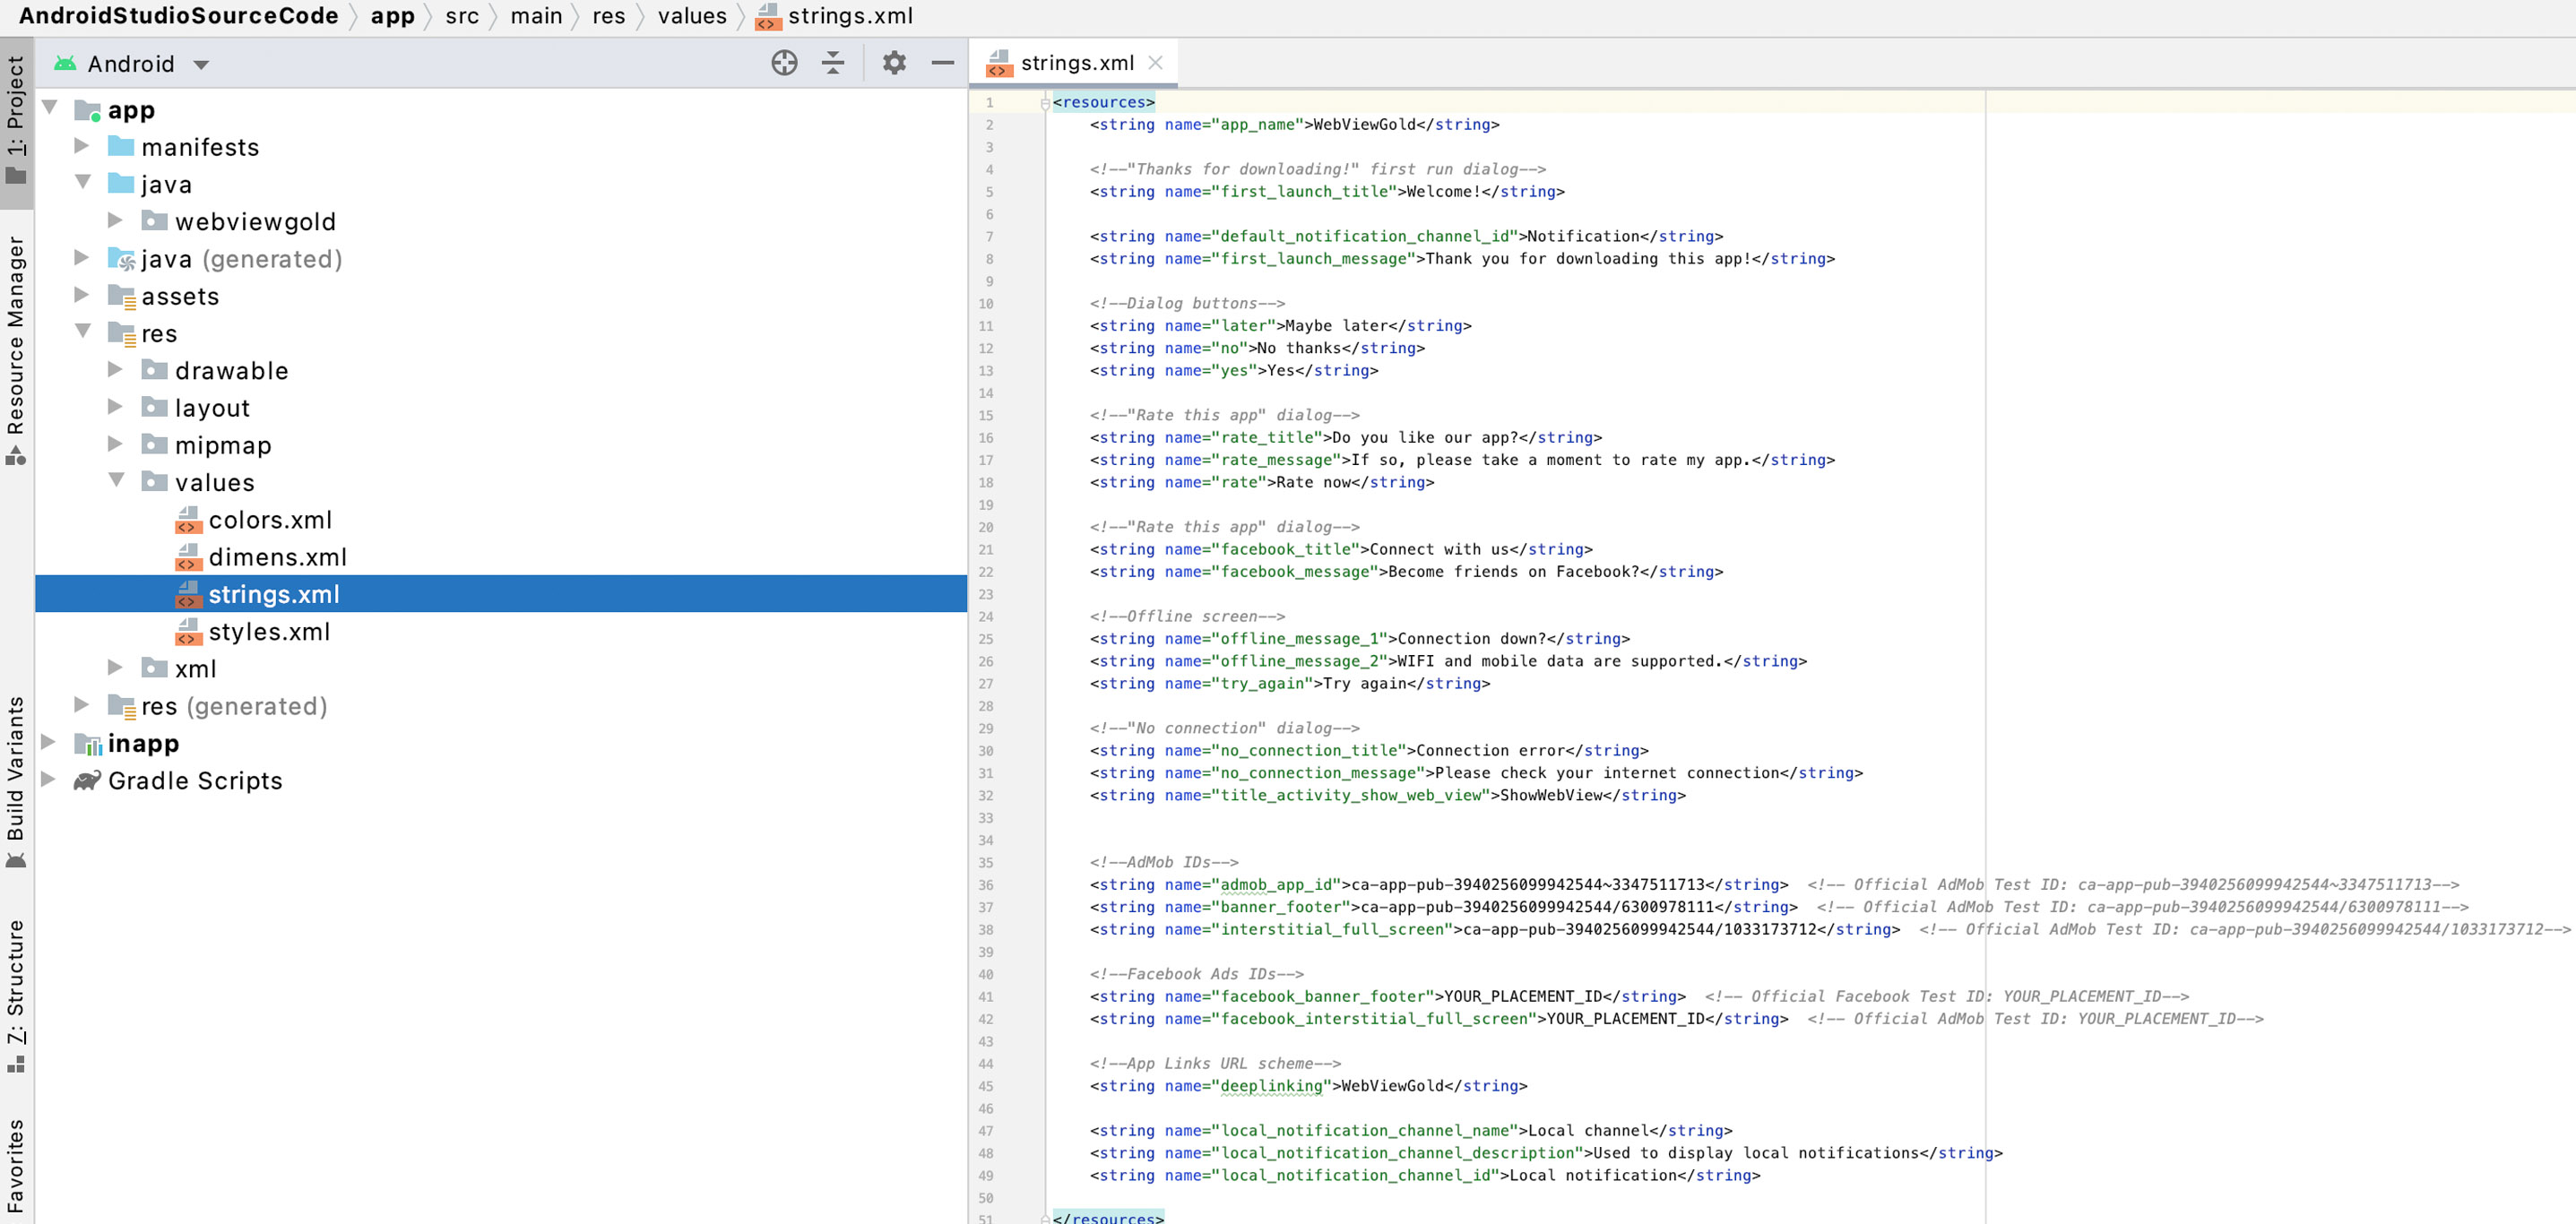 AndroidStudioSourceCode app src main res values strings.xml
1: Project
Resource Manager
Build Variants
7: Structure
Favorites
Android
app
manifests
java
webviewgold
java (generated)
assets
res
drawable
layout
mipmap
values
colors.xml
dimens.xml
strings.xml
styles.xml
xml
res (generated)
inapp
Gradle Scripts
strings.xml
1 <resources>
2 <string name="app_name">WebViewGold</string>
3
4 <!--"Thanks for downloading!" first run dialog-->
5 <string name="first_launch_title">Welcome!</string>
6
7 <string name="default_notification_channel_id">Notification</string>
8 <string name="first_launch_message">Thank you for downloading this app!</string>
9
10 <!--Dialog buttons-->
11 <string name="later">Maybe later</string>
12 <string name="no">No thanks</string>
13 <string name="yes">Yes</string>
14
15 <!--"Rate this app" dialog-->
16 <string name="rate_title">Do you like our app?</string>
17 <string name="rate_message">If so, please take a moment to rate my app.</string>
18 <string name="rate">Rate now</string>
19
20 <!--"Rate this app" dialog-->
21 <string name="facebook_title">Connect with us</string>
22 <string name="facebook_message">Become friends on Facebook?</string>
23
24 <!--Offline screen-->
25 <string name="offline_message_1">Connection down?</string>
26 <string name="offline_message_2">WIFI and mobile data are supported.</string>
27 <string name="try_again">Try again</string>
28
29 <!--"No connection" dialog-->
30 <string name="no_connection_title">Connection error</string>
31 <string name="no_connection_message">Please check your internet connection</string>
32 <string name="title_activity_show_web_view">ShowWebView</string>
33
34
35 <!--AdMob IDs-->
36 <string name="admob_app_id">ca-app-pub-3940256099942544~3347511713</string> <!-- Official AdMob Test ID: ca-app-pub-3940256099942544~3347511713-->
37 <string name="banner_footer">ca-app-pub-3940256099942544/6300978111</string> <!-- Official AdMob Test ID: ca-app-pub-3940256099942544/6300978111-->
38 <string name="interstitial_full_screen">ca-app-pub-3940256099942544/1033173712</string> <!-- Official AdMob Test ID: ca-app-pub-3940256099942544/1033173712-->
39
40 <!--Facebook Ads IDs-->
41 <string name="facebook_banner_footer">YOUR_PLACEMENT_ID</string> <!-- Official Facebook Test ID: YOUR_PLACEMENT_ID-->
42 <string name="facebook_interstitial_full_screen">YOUR_PLACEMENT_ID</string> <!-- Official AdMob Test ID: YOUR_PLACEMENT_ID-->
43
44 <!--App Links URL scheme-->
45 <string name="deeplinking">WebViewGold</string>
46
47 <string name="local_notification_channel_name">Local channel</string>
48 <string name="local_notification_channel_description">Used to display local notifications</string>
49 <string name="local_notification_channel_id">Local notification</string>
50
51 </resources>